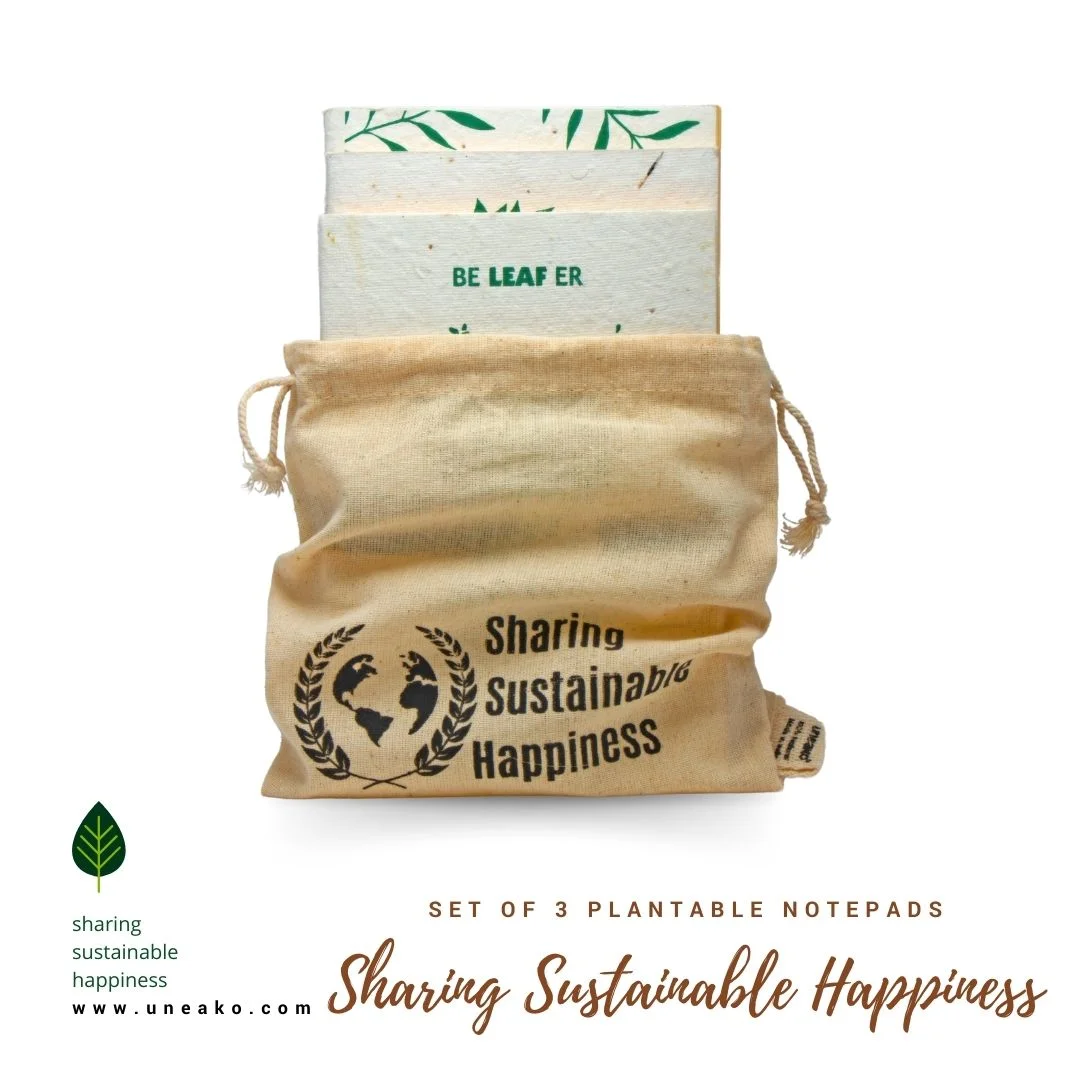 BE LEAF ER
Sharing
Sustainable
Happiness
sharing
sustainable
happiness
www.uneako.com
SET OF 3 PLANTABLE NOTEPADS
Sharing Sustainable Happiness